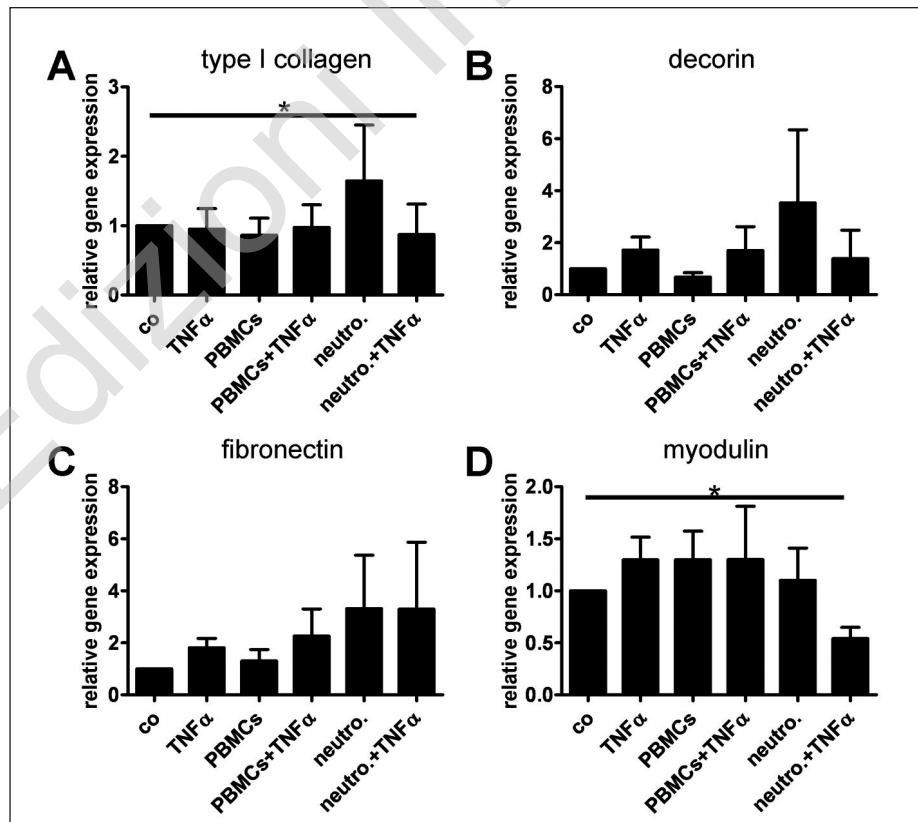 A
type I collagen
relative gene expression
3
2
1
0
*
co
TNFα
PBMCs
PBMCs+TNFα
neutro.
neutro.+TNFα
B
decorin
relative gene expression
8
6
4
2
0
co
TNFα
PBMCs
PBMCs+TNFα
neutro.
neutro.+TNFα
C
fibronectin
relative gene expression
8
6
4
2
0
co
TNFα
PBMCs
PBMCs+TNFα
neutro.
neutro.+TNFα
D
myodulin
relative gene expression
2.0
1.5
1.0
0.5
0.0
*
co
TNFα
PBMCs
PBMCs+TNFα
neutro.
neutro.+TNFα
Edizioni